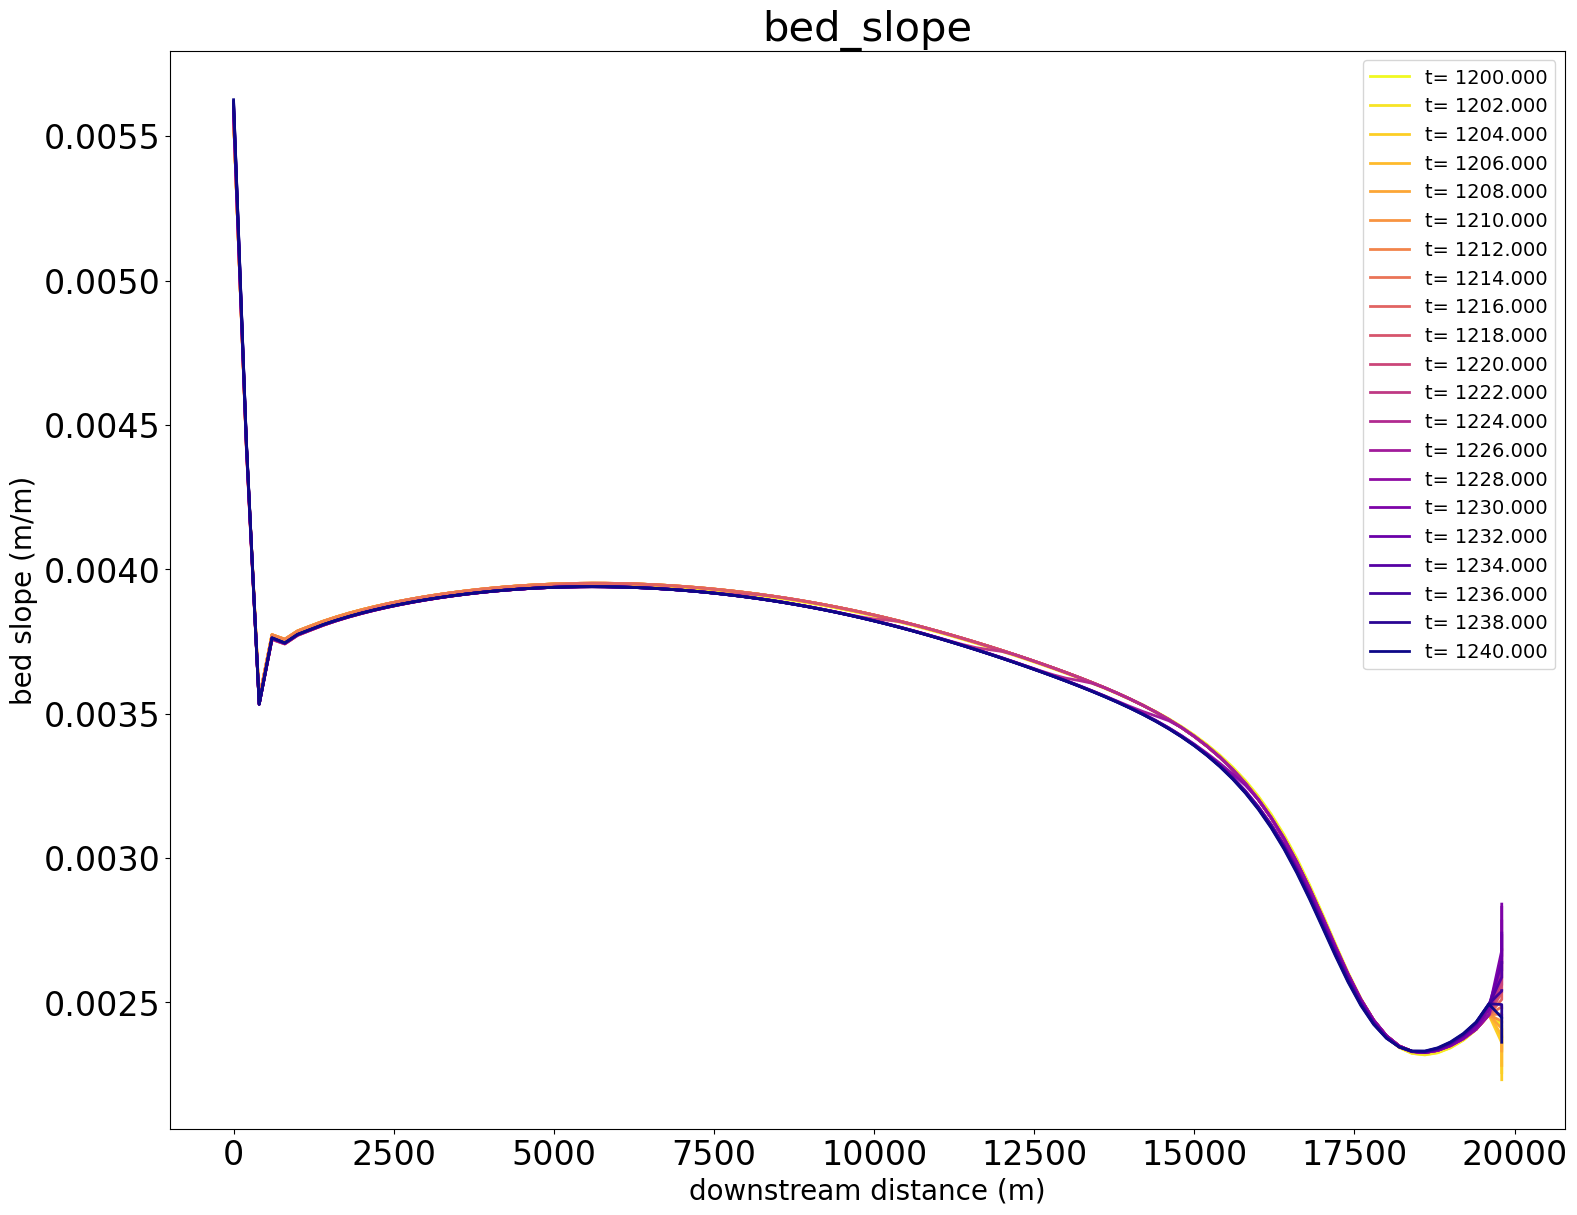 bed_slope
t= 1200.000
t= 1202.000
t= 1204.000
t= 1206.000
t= 1208.000
t= 1210.000
t= 1212.000
t= 1214.000
t= 1216.000
t= 1218.000
t= 1220.000
t= 1222.000
t= 1224.000
t= 1226.000
t= 1228.000
t= 1230.000
t= 1232.000
t= 1234.000
t= 1236.000
t= 1238.000
t= 1240.000
bed slope (m/m)
0.0055
0.0050
0.0045
0.0040
0.0035
0.0030
0.0025
0 2500 5000 7500 10000 12500 15000 17500 20000
downstream distance (m)